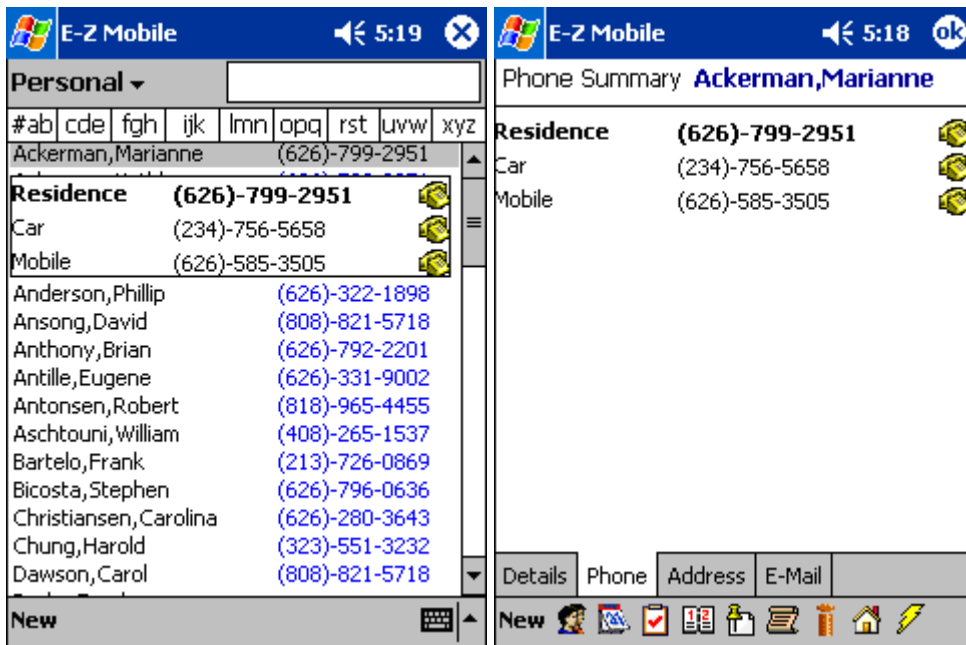 E-Z Mobile 5:19
Personal
#ab cde fgh ijk lmn opq rst uvw xyz
Ackerman,Marianne (626)-799-2951
Residence (626)-799-2951
Car (234)-756-5658
Mobile (626)-585-3505
Anderson,Phillip (626)-322-1898
Ansong,David (808)-821-5718
Anthony,Brian (626)-792-2201
Antille,Eugene (626)-331-9002
Antonsen,Robert (818)-965-4455
Aschtouni,William (408)-265-1537
Bartelo,Frank (213)-726-0869
Bicosta,Stephen (626)-796-0636
Christiansen,Carolina (626)-280-3643
Chung,Harold (323)-551-3232
Dawson,Carol (808)-821-5718
New
E-Z Mobile 5:18 ok
Phone Summary Ackerman,Marianne
Residence (626)-799-2951
Car (234)-756-5658
Mobile (626)-585-3505
Details Phone Address E-Mail
New